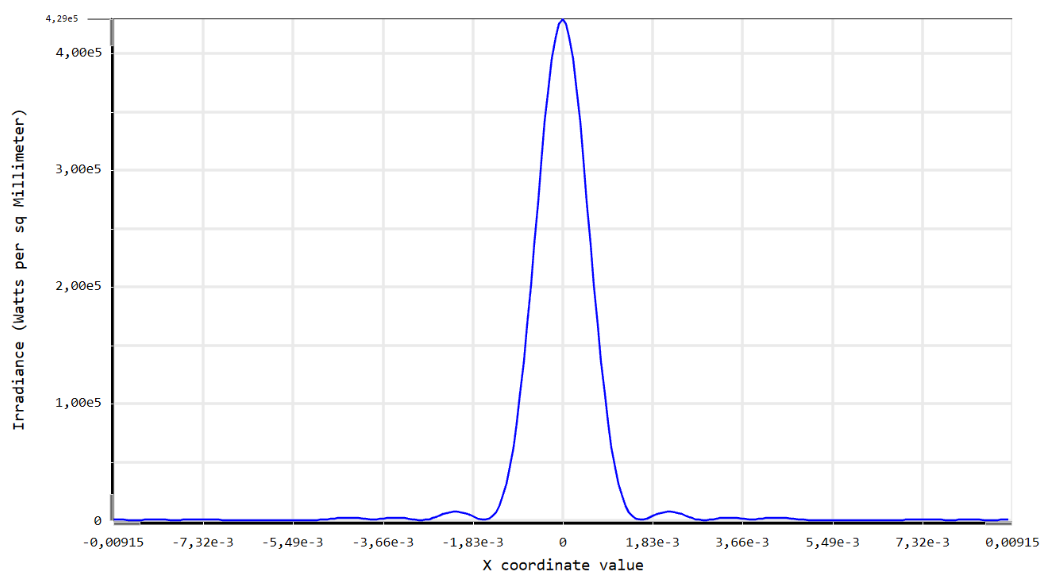 4,29e5
4,00e5
3,00e5
2,00e5
1,00e5
0
Irradiance (Watts per sq Millimeter)
-0,00915 -7,32e-3 -5,49e-3 -3,66e-3 -1,83e-3 0 1,83e-3 3,66e-3 5,49e-3 7,32e-3 0,00915
X coordinate value